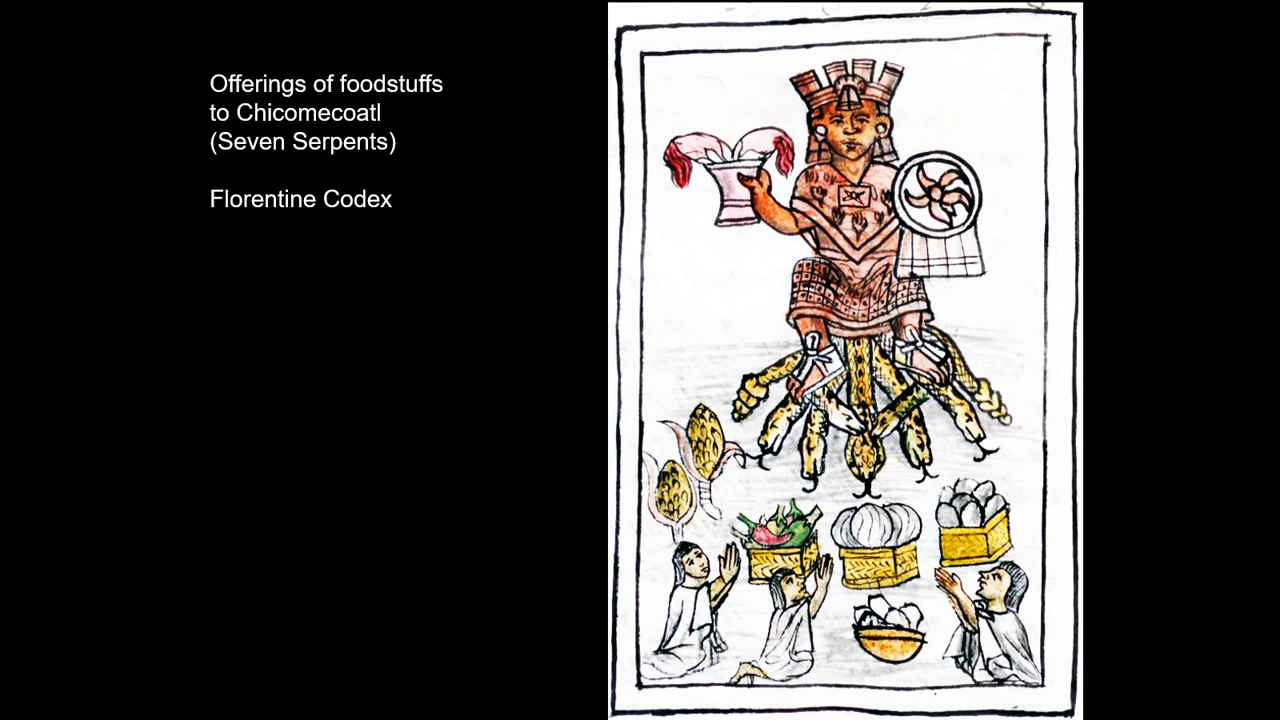 Offerings of foodstuffs
to Chicomecoatl
(Seven Serpents)
Florentine Codex